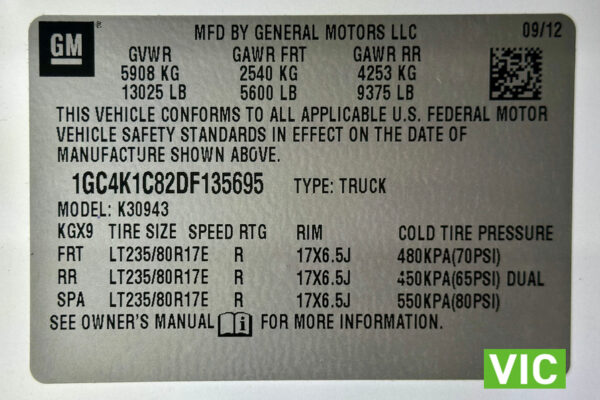 GM
MFD BY GENERAL MOTORS LLC 09/12
GVWR GAWR FRT GAWR RR
5908 KG 2540 KG 4253 KG
13025 LB 5600 LB 9375 LB
THIS VEHICLE CONFORMS TO ALL APPLICABLE U.S. FEDERAL MOTOR
VEHICLE SAFETY STANDARDS IN EFFECT ON THE DATE OF
MANUFACTURE SHOWN ABOVE.
1GC4K1C82DF135695 TYPE: TRUCK
MODEL: K30943
KGX9 TIRE SIZE SPEED RTG RIM COLD TIRE PRESSURE
FRT LT235/80R17E R 17X6.5J 480KPA(70PSI)
RR LT235/80R17E R 17X6.5J 450KPA(65PSI) DUAL
SPA LT235/80R17E R 17X6.5J 550KPA(80PSI)
SEE OWNER'S MANUAL FOR MORE INFORMATION.
VIC